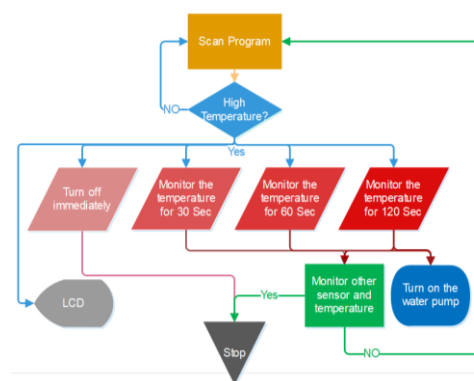 Scan Program
High
Temperature?
NO
Yes
Turn off
immediately
Monitor the
temperature
for 30 Sec
Monitor the
temperature
for 60 Sec
Monitor the
temperature
for 120 Sec
LCD
Yes
Monitor other
sensor and
temperature
Turn on the
water pump
Stop
NO